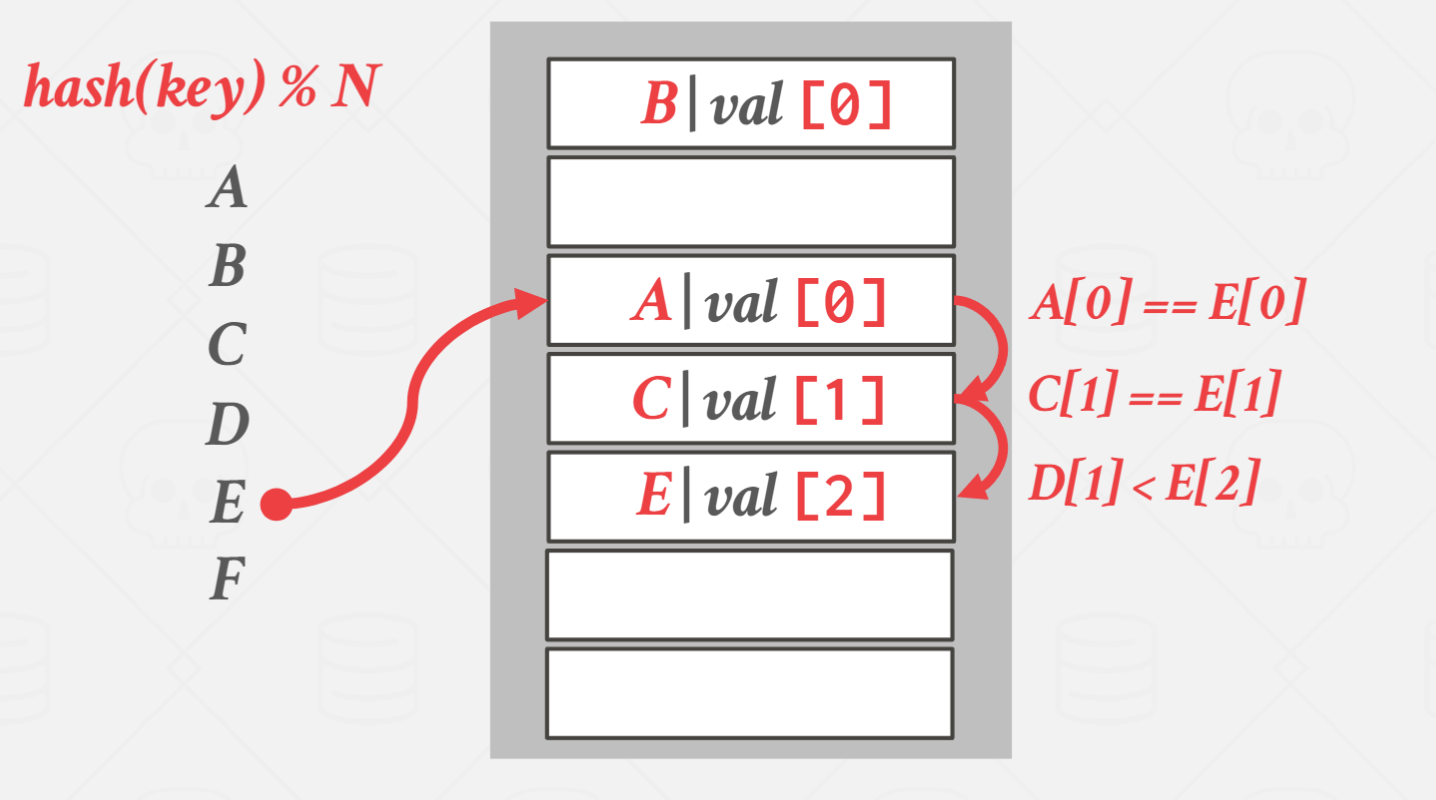 hash(key) % N
A
B
C
D
E
F
B|val [0]
A|val [0]
C|val [1]
E|val [2]
A[0] == E[0]
C[1] == E[1]
D[1] < E[2]